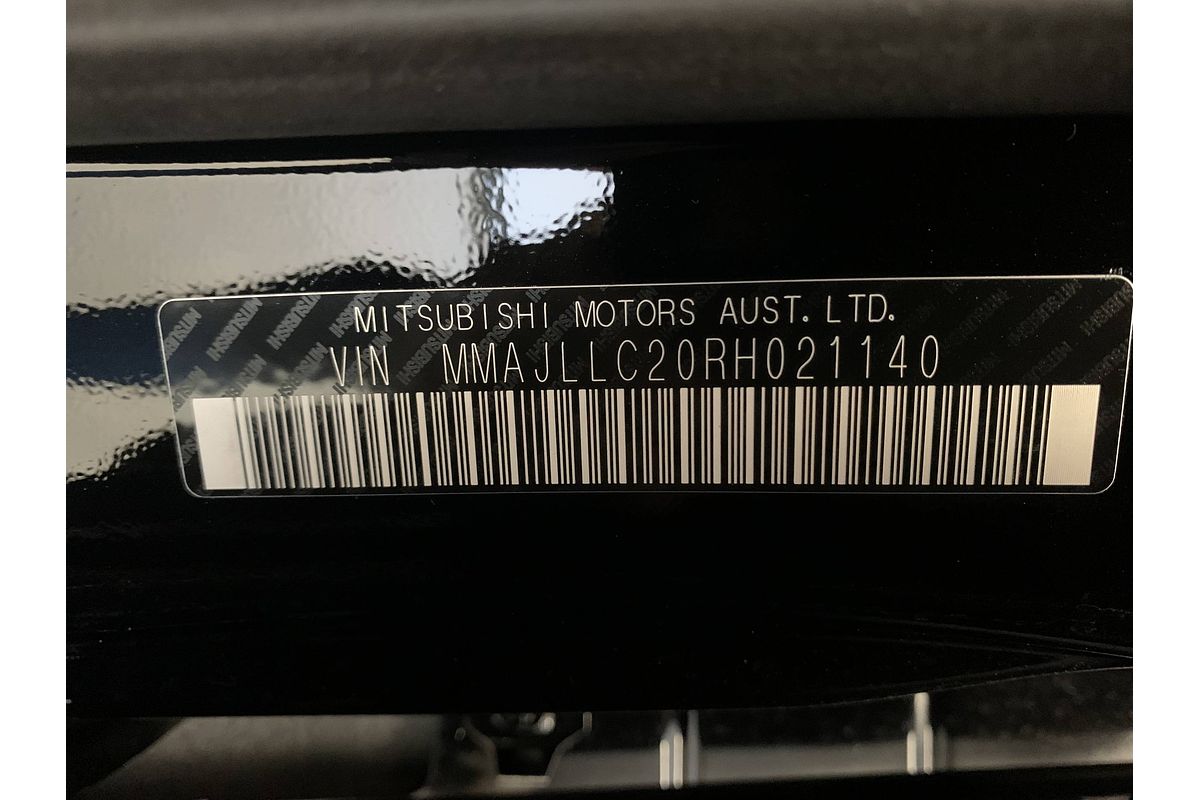 MITSUBISHI MOTORS AUST. LTD.
VIN MMAJLLC20RH021140